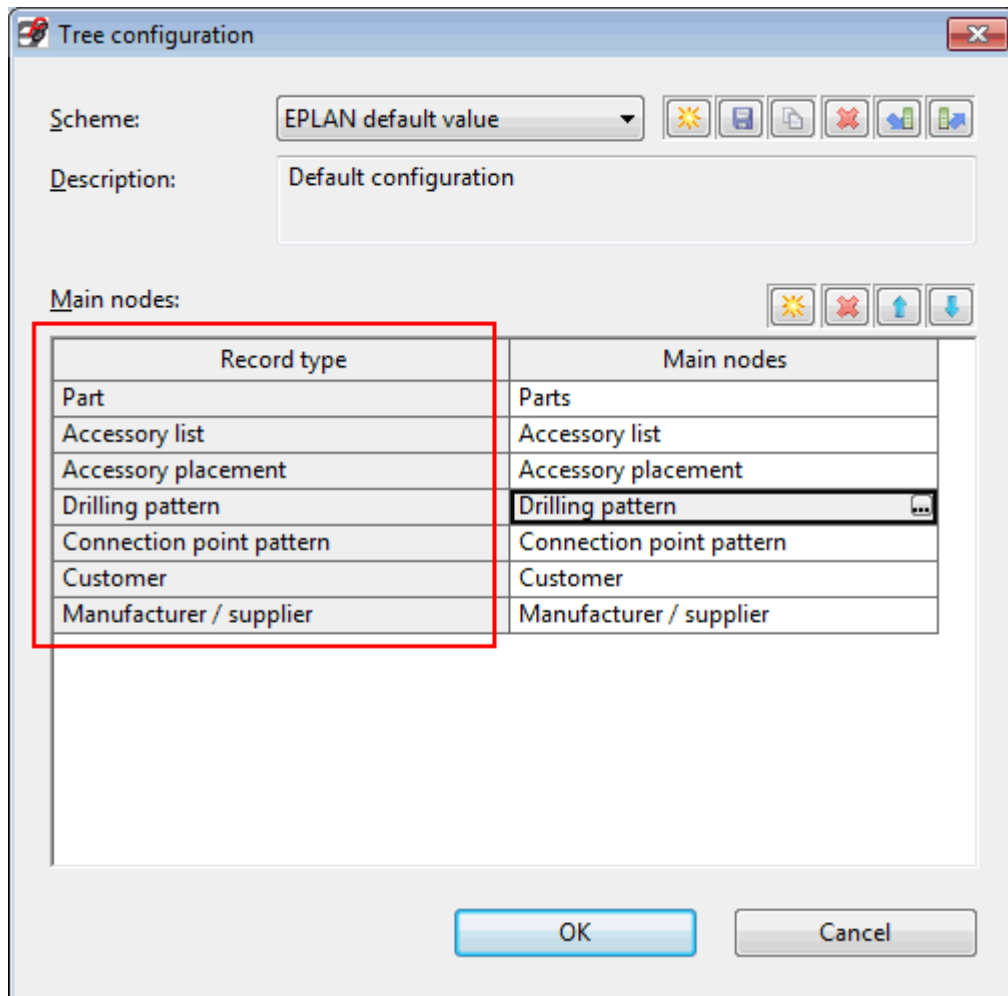 Tree configuration
Scheme: EPLAN default value
Description: Default configuration
Main nodes:
Record type Main nodes
Part Parts
Accessory list Accessory list
Accessory placement Accessory placement
Drilling pattern Drilling pattern ...
Connection point pattern Connection point pattern
Customer Customer
Manufacturer / supplier Manufacturer / supplier
OK Cancel